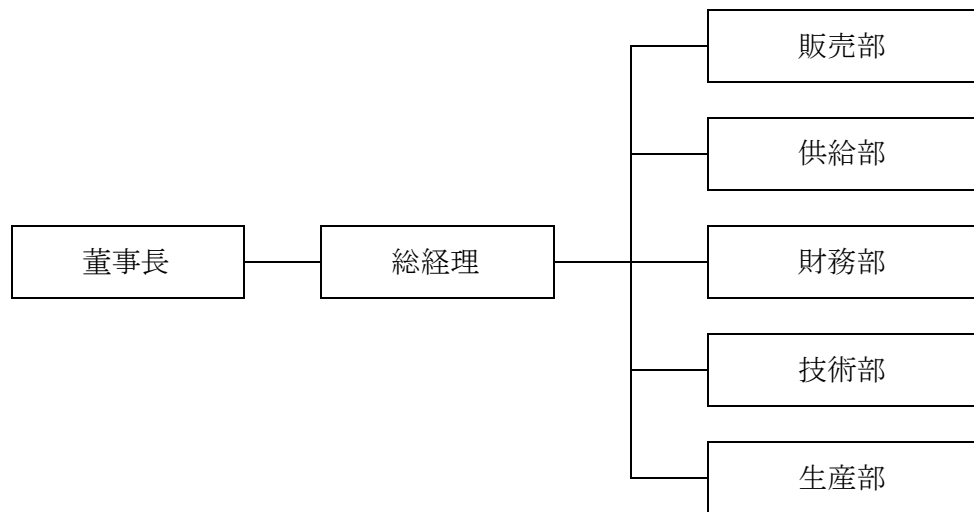 董事長
総経理
販売部
供給部
財務部
技術部
生産部